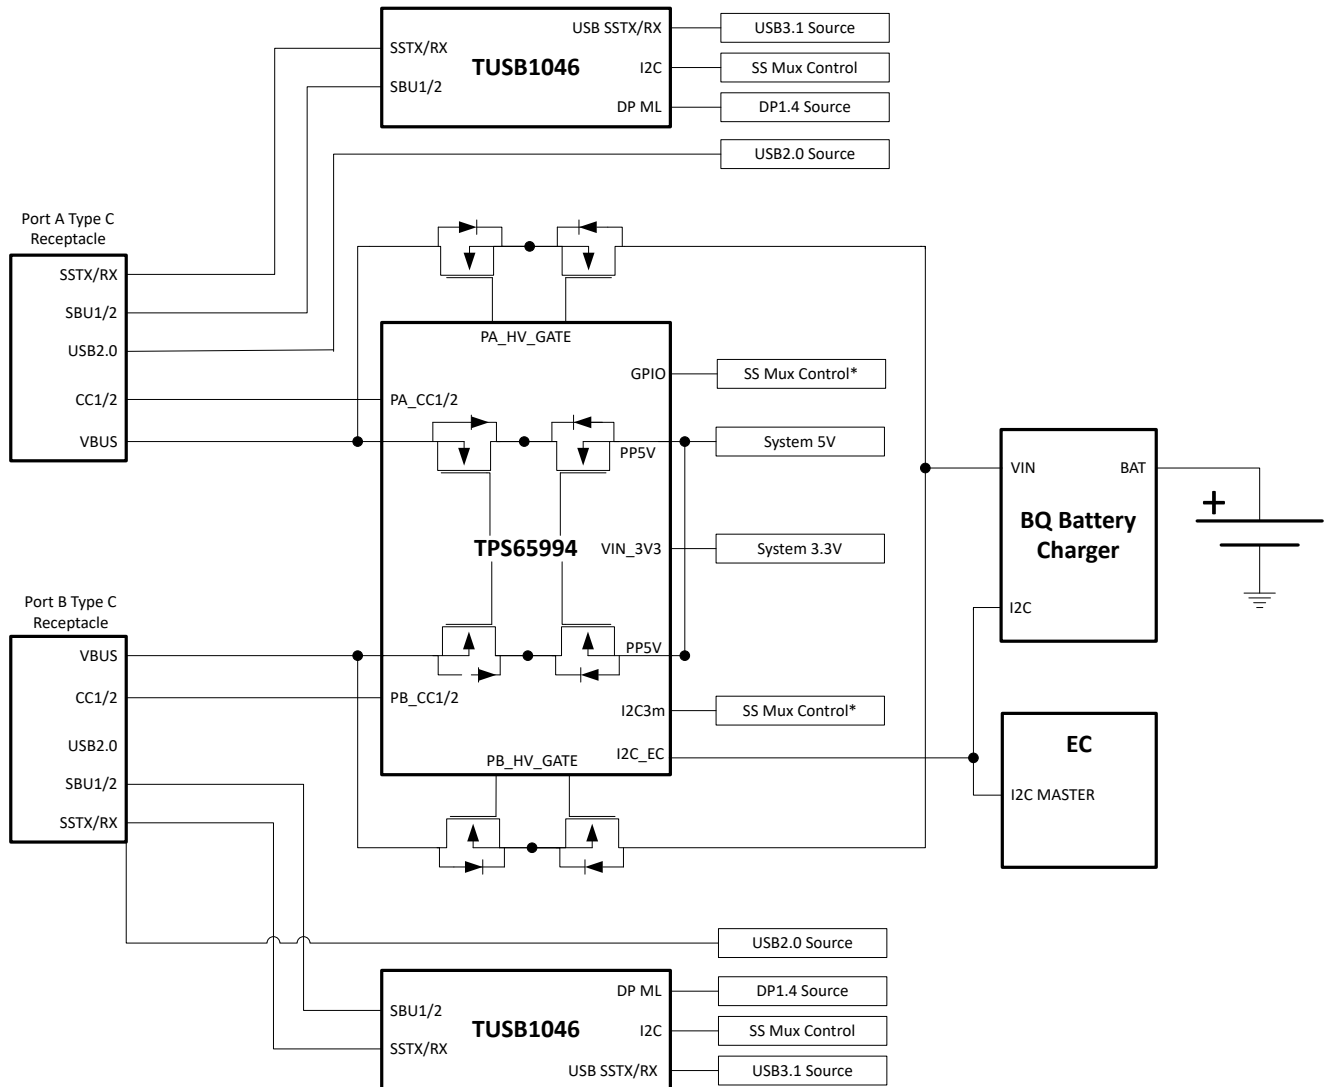 USB SSTX/RX
USB3.1 Source
SSTX/RX
TUSB1046
I2C
SS Mux Control
SBU1/2
DP ML
DP1.4 Source
USB2.0 Source
Port A Type C
Receptacle
SSTX/RX
SBU1/2
USB2.0
CC1/2
VBUS
PA_HV_GATE
GPIO
SS Mux Control*
PA_CC1/2
PP5V
System 5V
TPS65994
VIN_3V3
System 3.3V
PP5V
PB_CC1/2
I2C3m
SS Mux Control*
I2C_EC
PB_HV_GATE
VIN
BAT
BQ Battery
Charger
I2C
+
EC
I2C MASTER
Port B Type C
Receptacle
VBUS
CC1/2
USB2.0
SBU1/2
SSTX/RX
USB2.0 Source
DP ML
DP1.4 Source
SBU1/2
TUSB1046
I2C
SS Mux Control
SSTX/RX
USB SSTX/RX
USB3.1 Source